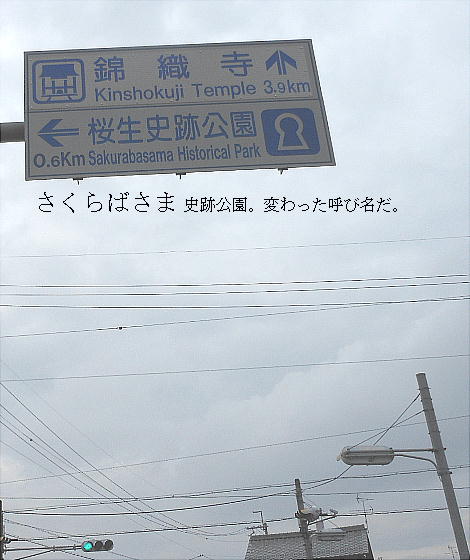 錦織寺
Kinshokuji Temple 3.9km
桜生史跡公園
0.6Km Sakurabasama Historical Park
さくらばさま 史跡公園。変わった呼び名だ。